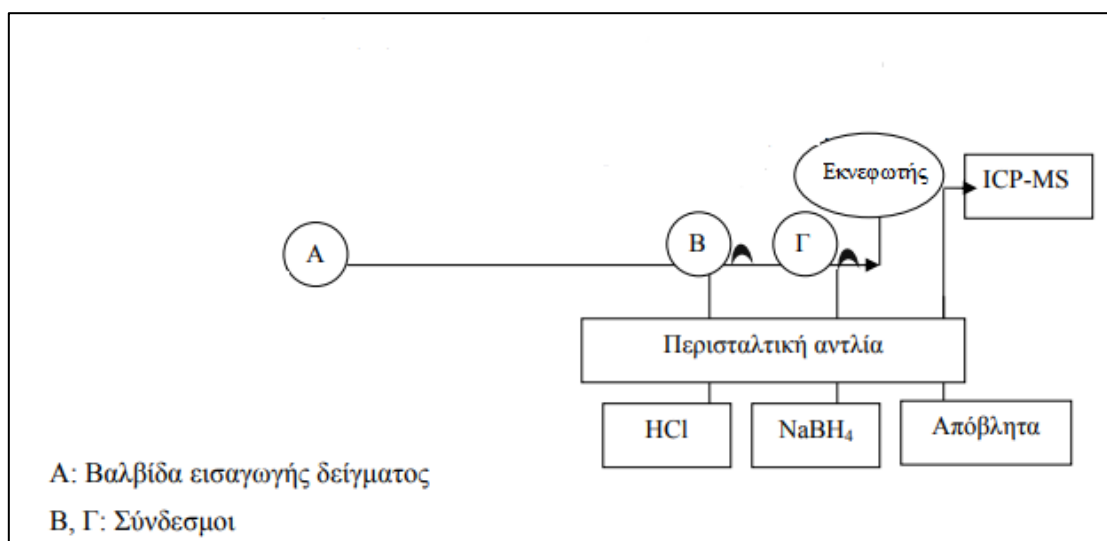 Εκνεφωτής
ICP-MS
Α
Β
Γ
Περισταλτική αντλία
HCl
NaBH₄
Απόβλητα
Α: Βαλβίδα εισαγωγής δείγματος
Β, Γ: Σύνδεσμοι